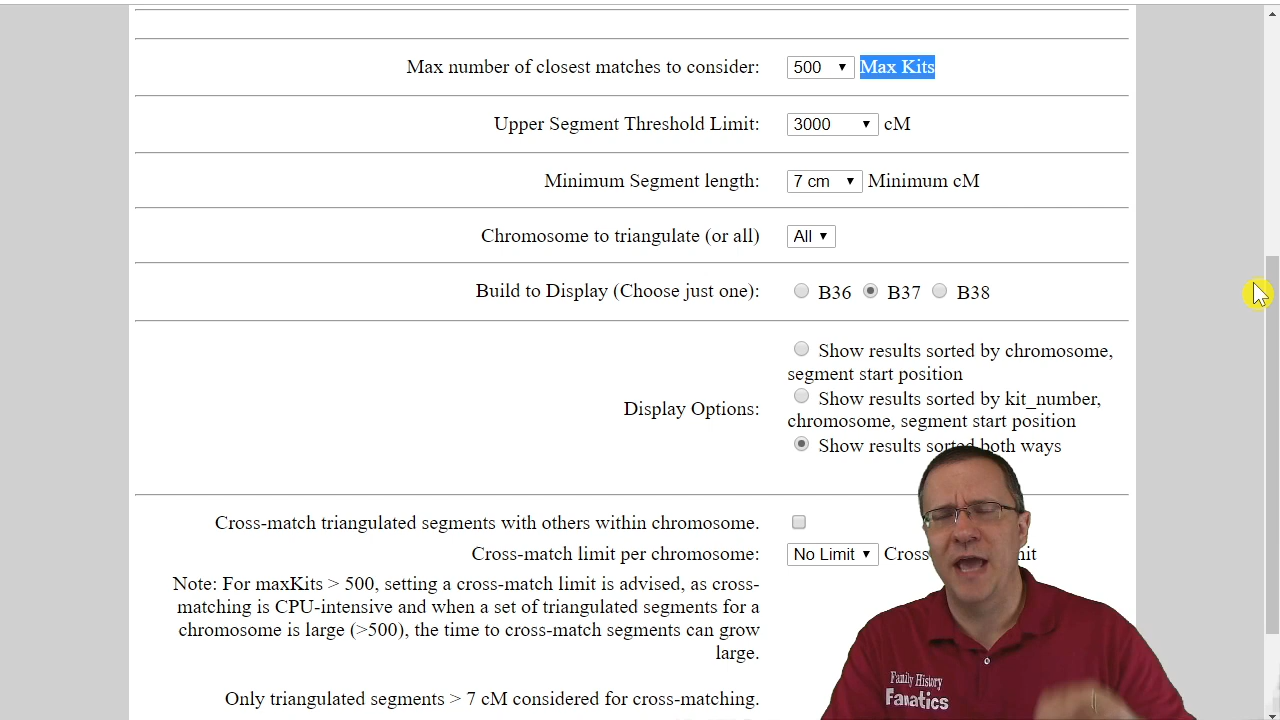 Max number of closest matches to consider: 500 Max Kits
Upper Segment Threshold Limit: 3000 cM
Minimum Segment length: 7 cm Minimum cM
Chromosome to triangulate (or all) All
Build to Display (Choose just one): B36 B37 B38
Show results sorted by chromosome,
segment start position
Show results sorted by kit_number,
Display Options: chromosome, segment start position
Show results sorted both ways
Cross-match triangulated segments with others within chromosome.
Cross-match limit per chromosome: No Limit
Note: For maxKits > 500, setting a cross-match limit is advised, as cross-
matching is CPU-intensive and when a set of triangulated segments for a
chromosome is large (>500), the time to cross-match segments can grow
large.
Only triangulated segments > 7 cM considered for cross-matching.
Family History
Fanatics